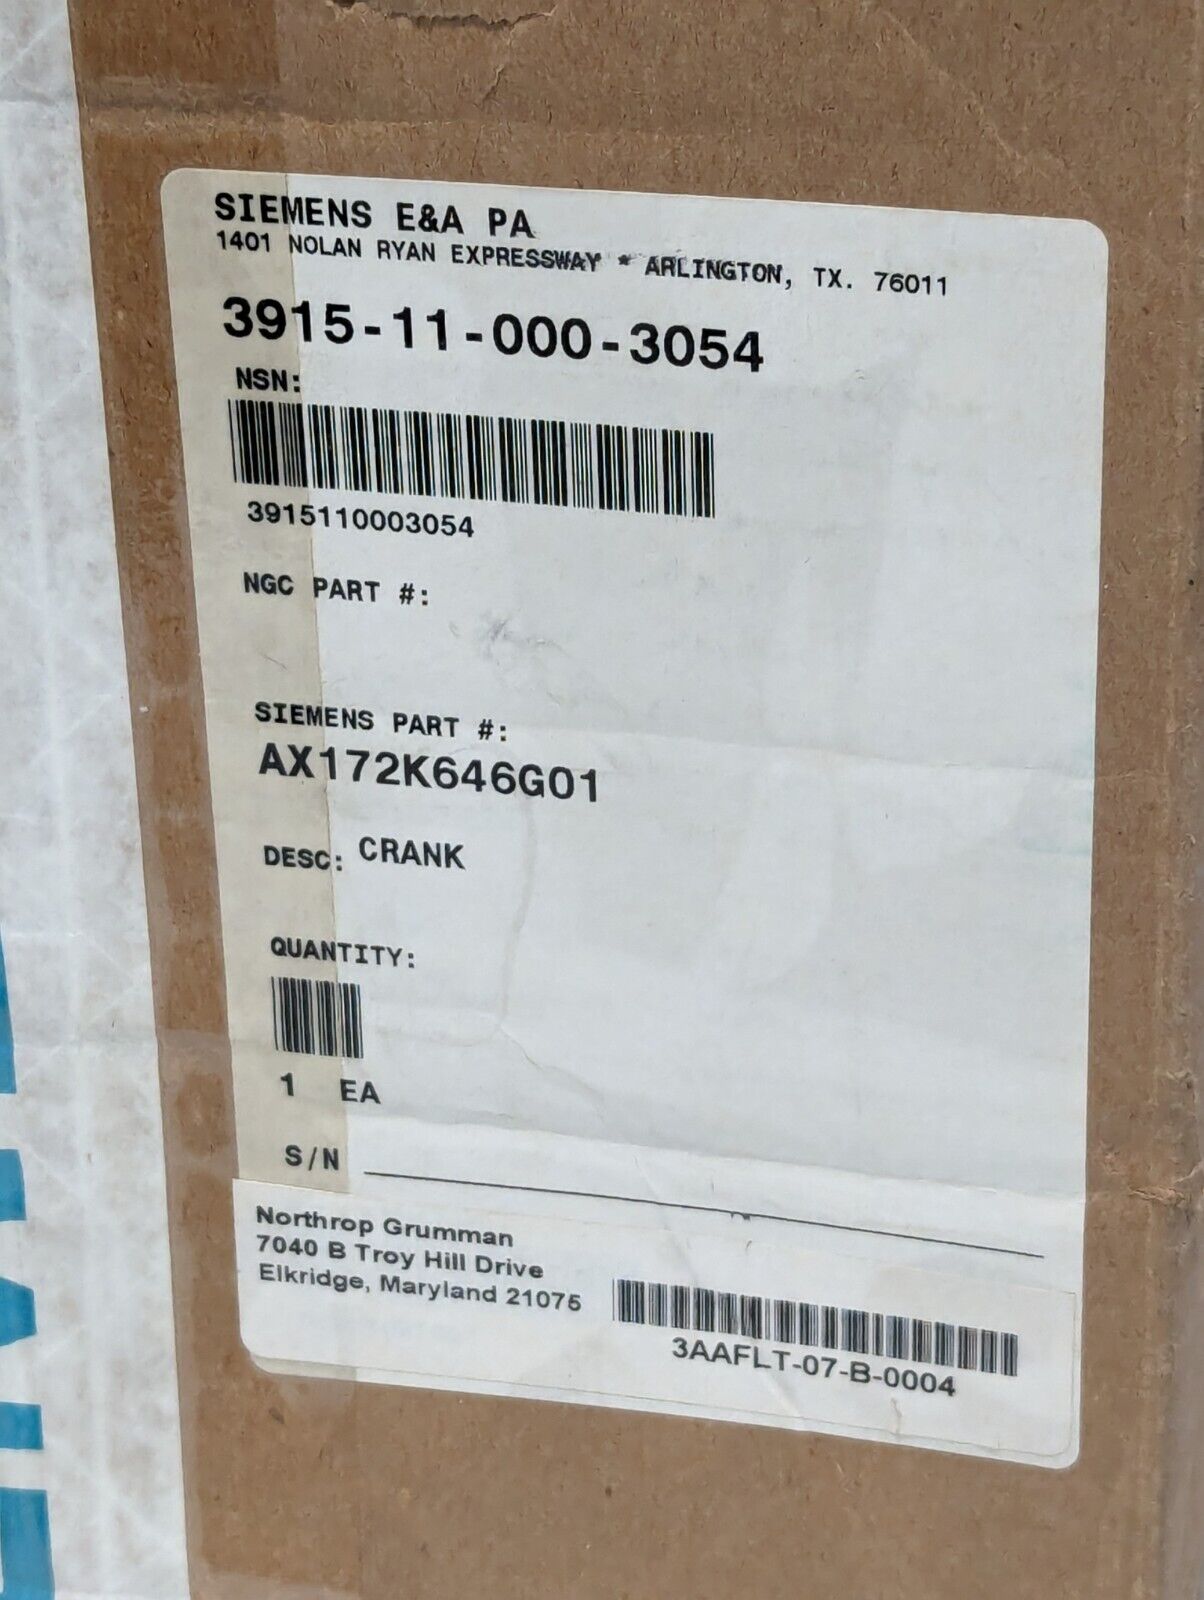 SIEMENS E&A PA
1401 NOLAN RYAN EXPRESSWAY * ARLINGTON, TX. 76011
3915-11-000-3054
NSN:
3915110003054
NGC PART #:
SIEMENS PART #:
AX172K646G01
DESC: CRANK
QUANTITY:
1 EA
S/N
Northrop Grumman
7040 B Troy Hill Drive
Elkridge, Maryland 21075
3AAFLT-07-B-0004